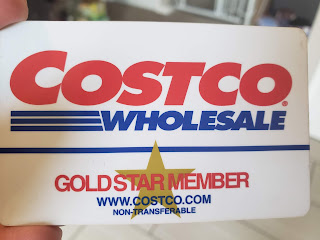 COSTCO®
WHOLESALE
GOLD STAR MEMBER
WWW.COSTCO.COM
NON-TRANSFERABLE